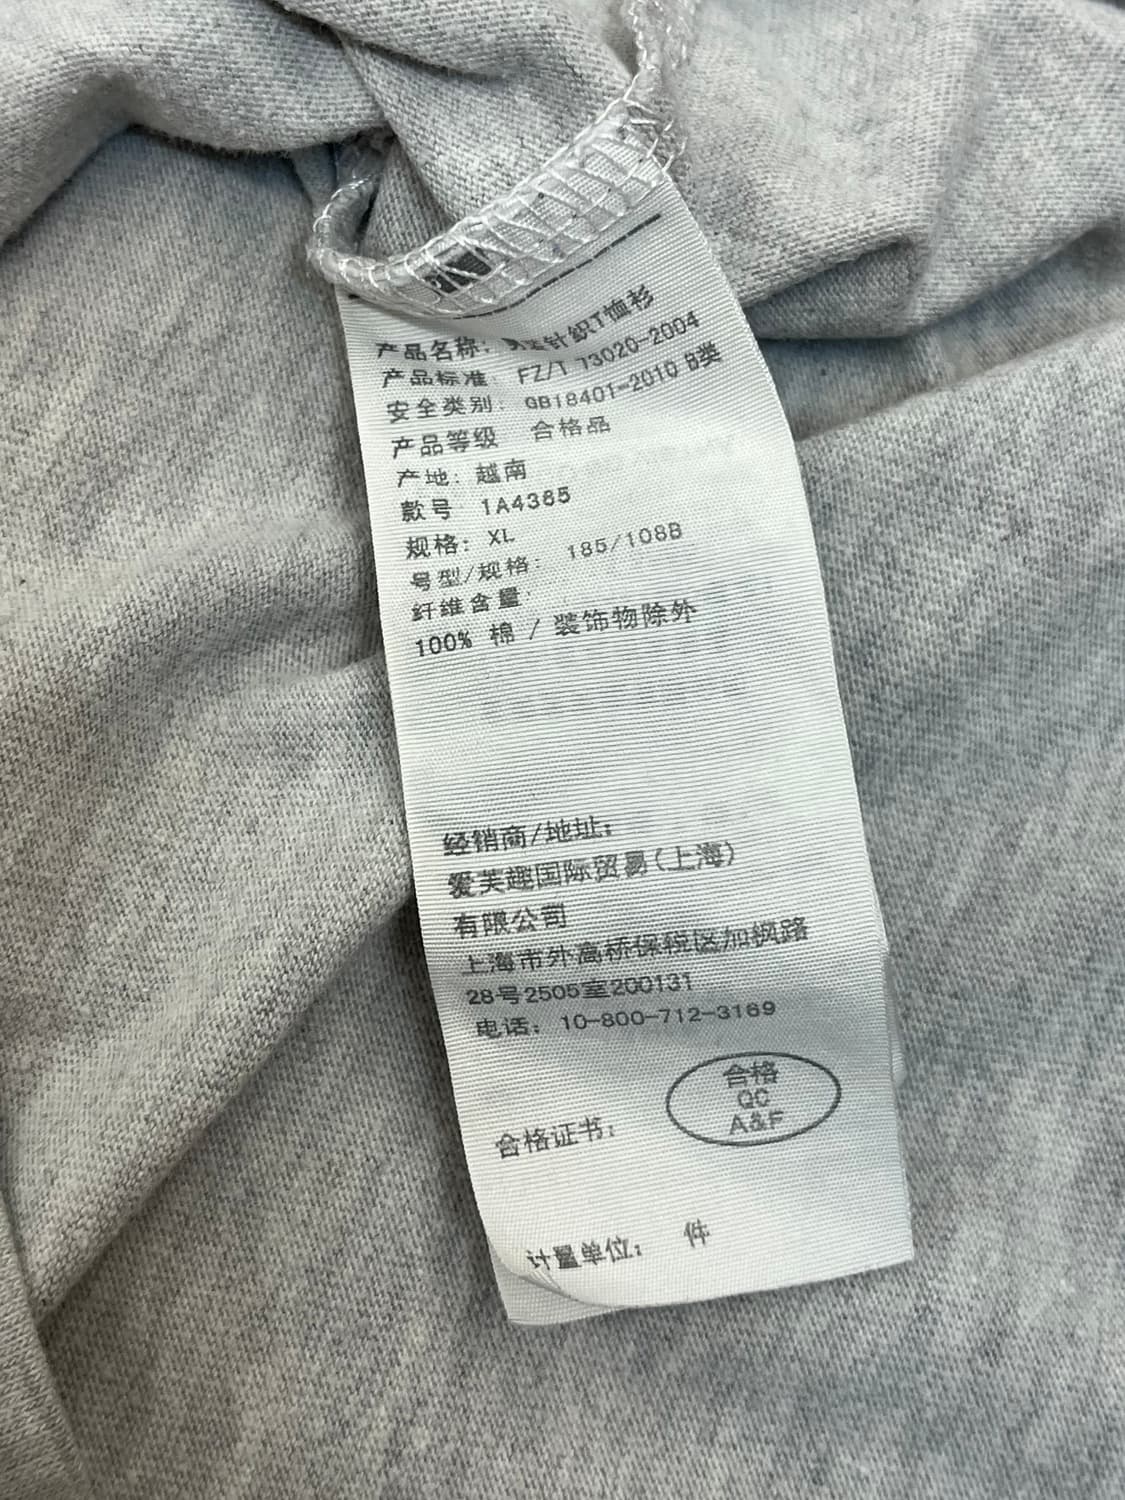 产品名称: 男装针织T恤衫
产品标准: FZ/T 73020-2004
安全类别: GB18401-2010 B类
产品等级 合格品
产地: 越南
款号 1A4385
规格: XL
号型/规格: 185/108B
纤维含量:
100% 棉 / 装饰物除外
经销商/地址:
爱芙趣国际贸易(上海)
有限公司
上海市外高桥保税区加枫路
28号2505室200131
电话: 10-800-712-3169
合格
QC
A&F
合格证书:
计量单位: 件